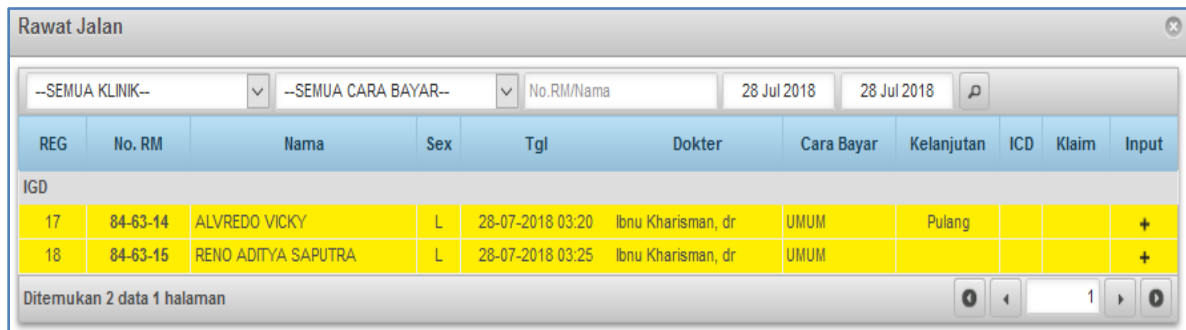 Rawat Jalan
--SEMUA KLINIK-- --SEMUA CARA BAYAR-- No.RM/Nama 28 Jul 2018 28 Jul 2018
REG No. RM Nama Sex Tgl Dokter Cara Bayar Kelanjutan ICD Klaim Input
IGD
17 84-63-14 ALVREDO VICKY L 28-07-2018 03:20 Ibnu Kharisman, dr UMUM Pulang +
18 84-63-15 RENO ADITYA SAPUTRA L 28-07-2018 03:25 Ibnu Kharisman, dr UMUM +
Ditemukan 2 data 1 halaman 1